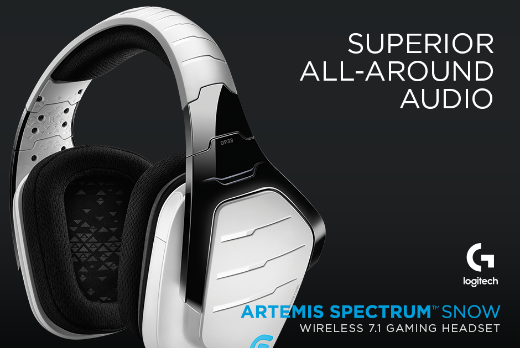 SUPERIOR
ALL-AROUND
AUDIO
logitech
ARTEMIS SPECTRUM™ SNOW
WIRELESS 7.1 GAMING HEADSET